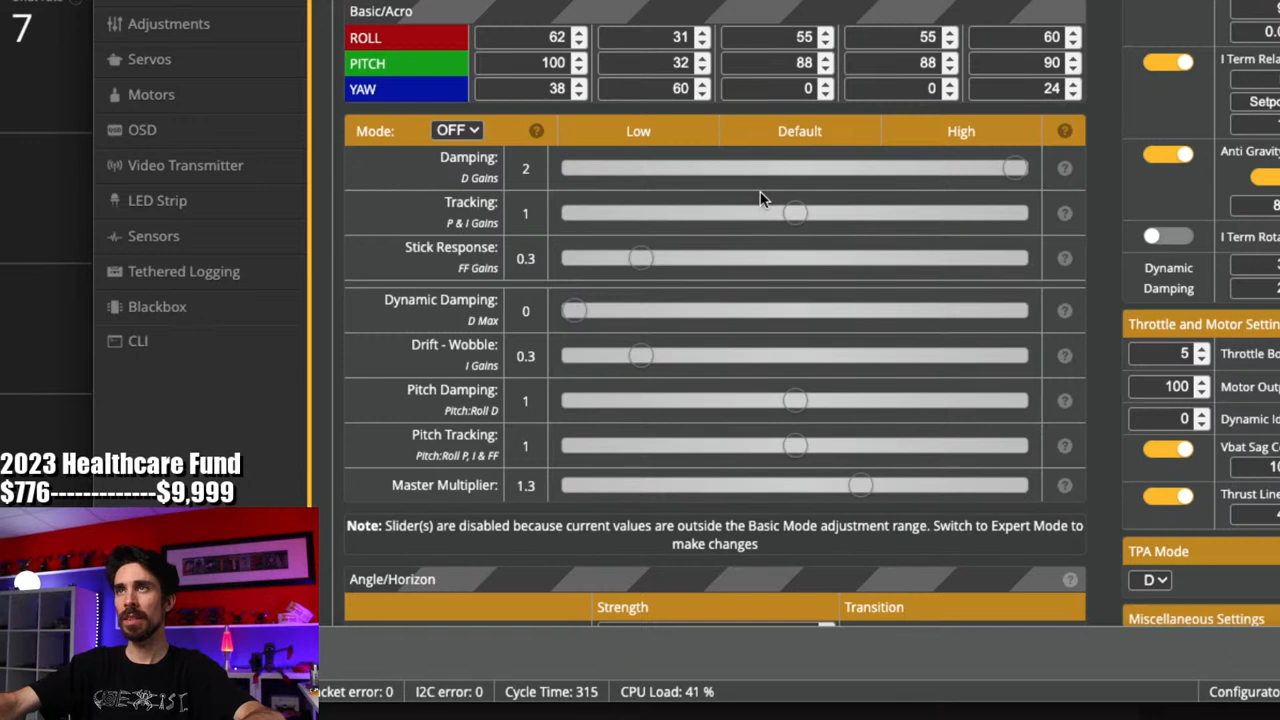 7
Adjustments
Servos
Motors
OSD
Video Transmitter
LED Strip
Sensors
Tethered Logging
Blackbox
CLI
Basic/Acro
ROLL 62 31 55 55 60
PITCH 100 32 88 88 90
YAW 38 60 0 0 24
Mode: OFF Low Default High
Damping: 2
D Gains
Tracking: 1
P & I Gains
Stick Response: 0.3
FF Gains
Dynamic Damping: 0
D Max
Drift - Wobble: 0.3
I Gains
Pitch Damping: 1
Pitch:Roll D
Pitch Tracking: 1
Pitch:Roll P, I & FF
Master Multiplier: 1.3
Note: Slider(s) are disabled because current values are outside the Basic Mode adjustment range. Switch to Expert Mode to
make changes
Angle/Horizon
Strength Transition
I Term Rela
Setpo
Anti Gravity
8
I Term Rota
Dynamic
Damping
Throttle and Motor Setting
5 Throttle Bo
100 Motor Outp
0 Dynamic Id
Vbat Sag C
10
Thrust Line
TPA Mode
D
Miscellaneous Settings
2023 Healthcare Fund
$776-------------$9,999
cket error: 0 I2C error: 0 Cycle Time: 315 CPU Load: 41 % Configurato